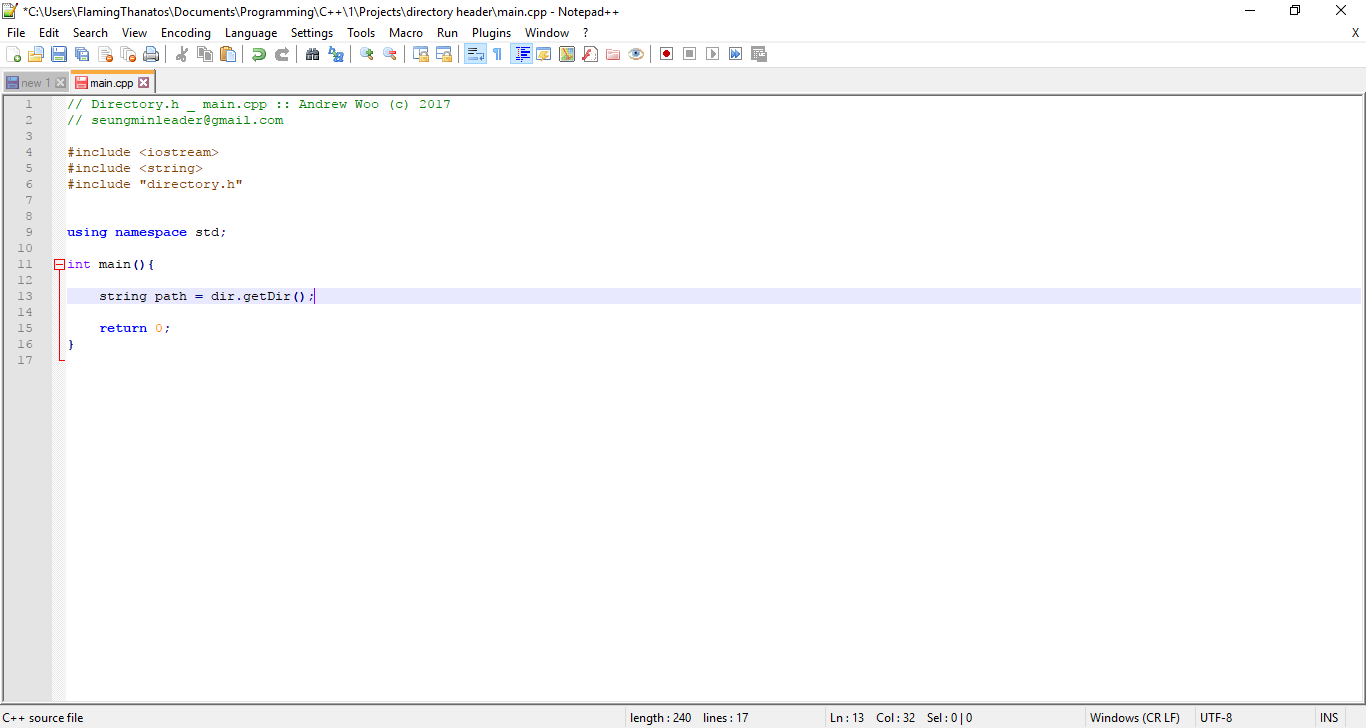 *C:\Users\FlamingThanatos\Documents\Programming\C++\1\Projects\directory header\main.cpp - Notepad++
File Edit Search View Encoding Language Settings Tools Macro Run Plugins Window ? X
new 1 main.cpp
1 // Directory.h _ main.cpp :: Andrew Woo (c) 2017
2 // seungminleader@gmail.com
3
4 #include <iostream>
5 #include <string>
6 #include "directory.h"
7
8
9 using namespace std;
10
11 int main(){
12
13 string path = dir.getDir();
14
15 return 0;
16 }
17
C++ source file length : 240 lines : 17 Ln : 13 Col : 32 Sel : 0 | 0 Windows (CR LF) UTF-8 INS